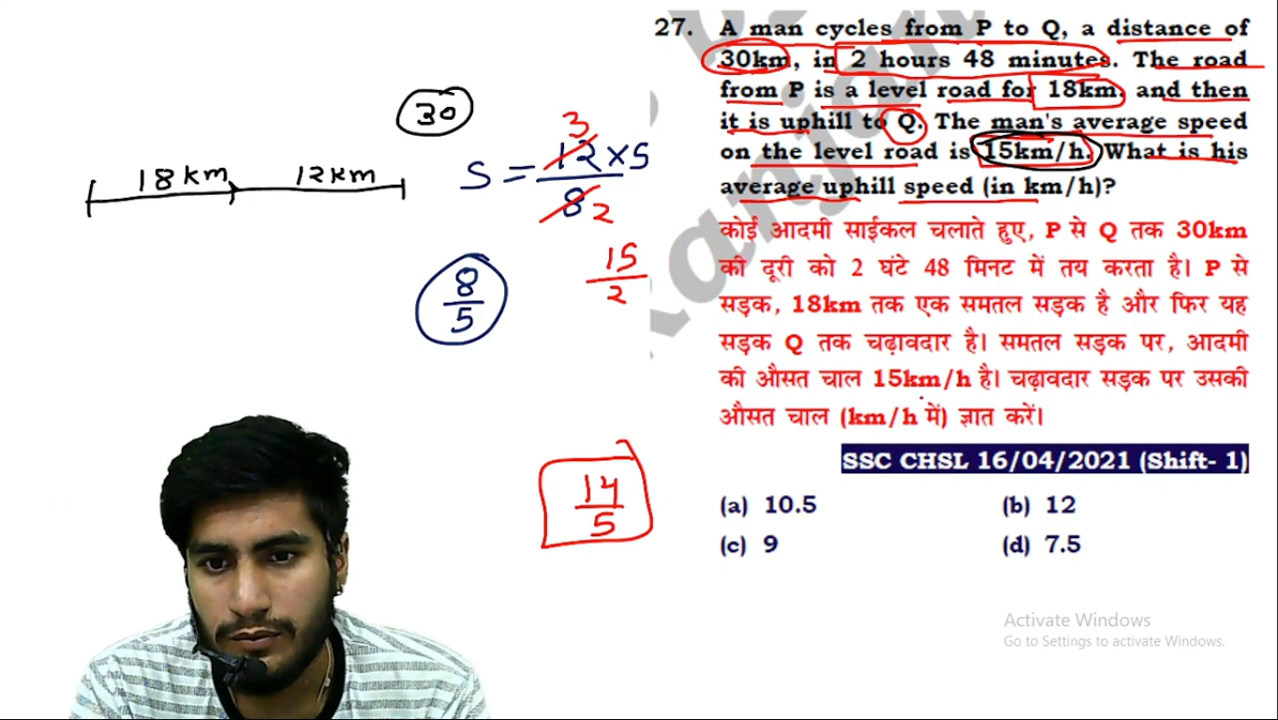 27. A man cycles from P to Q, a distance of
30km, in 2 hours 48 minutes. The road
from P is a level road for 18km, and then
it is uphill to Q. The man's average speed
on the level road is 15km/h. What is his
average uphill speed (in km/h)?
कोई आदमी साईकल चलाते हुए, P से Q तक 30km
की दूरी को 2 घंटे 48 मिनट में तय करता है। P से
सड़क, 18km तक एक समतल सड़क है और फिर यह
सड़क Q तक चढ़ावदार है। समतल सड़क पर, आदमी
की औसत चाल 15km/h है। चढ़ावदार सड़क पर उसकी
औसत चाल (km/h में) ज्ञात करें।
SSC CHSL 16/04/2021 (Shift- 1)
(a) 10.5 (b) 12
(c) 9 (d) 7.5
30
18km 12km
3
S = 12×5
8 2
15
2
8
5
14
5
Activate Windows
Go to Settings to activate Windows.